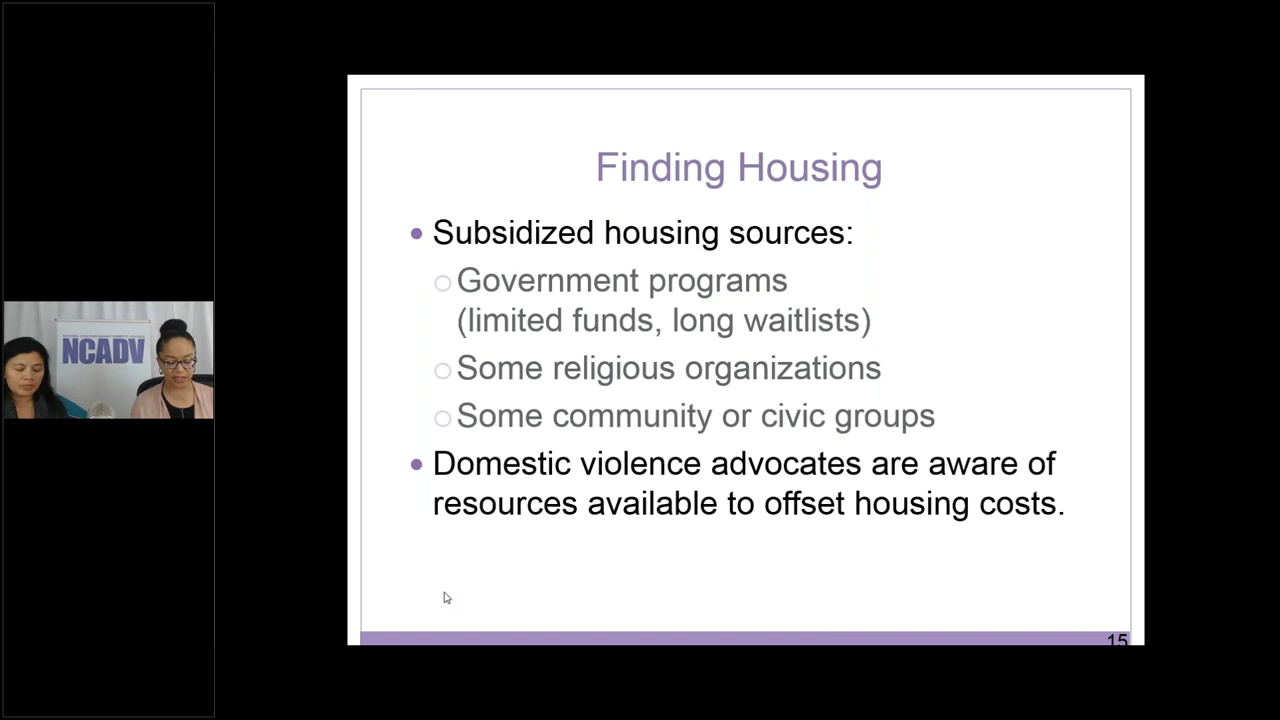 NCADV
Finding Housing
• Subsidized housing sources:
○ Government programs
(limited funds, long waitlists)
○ Some religious organizations
○ Some community or civic groups
• Domestic violence advocates are aware of
resources available to offset housing costs.
15